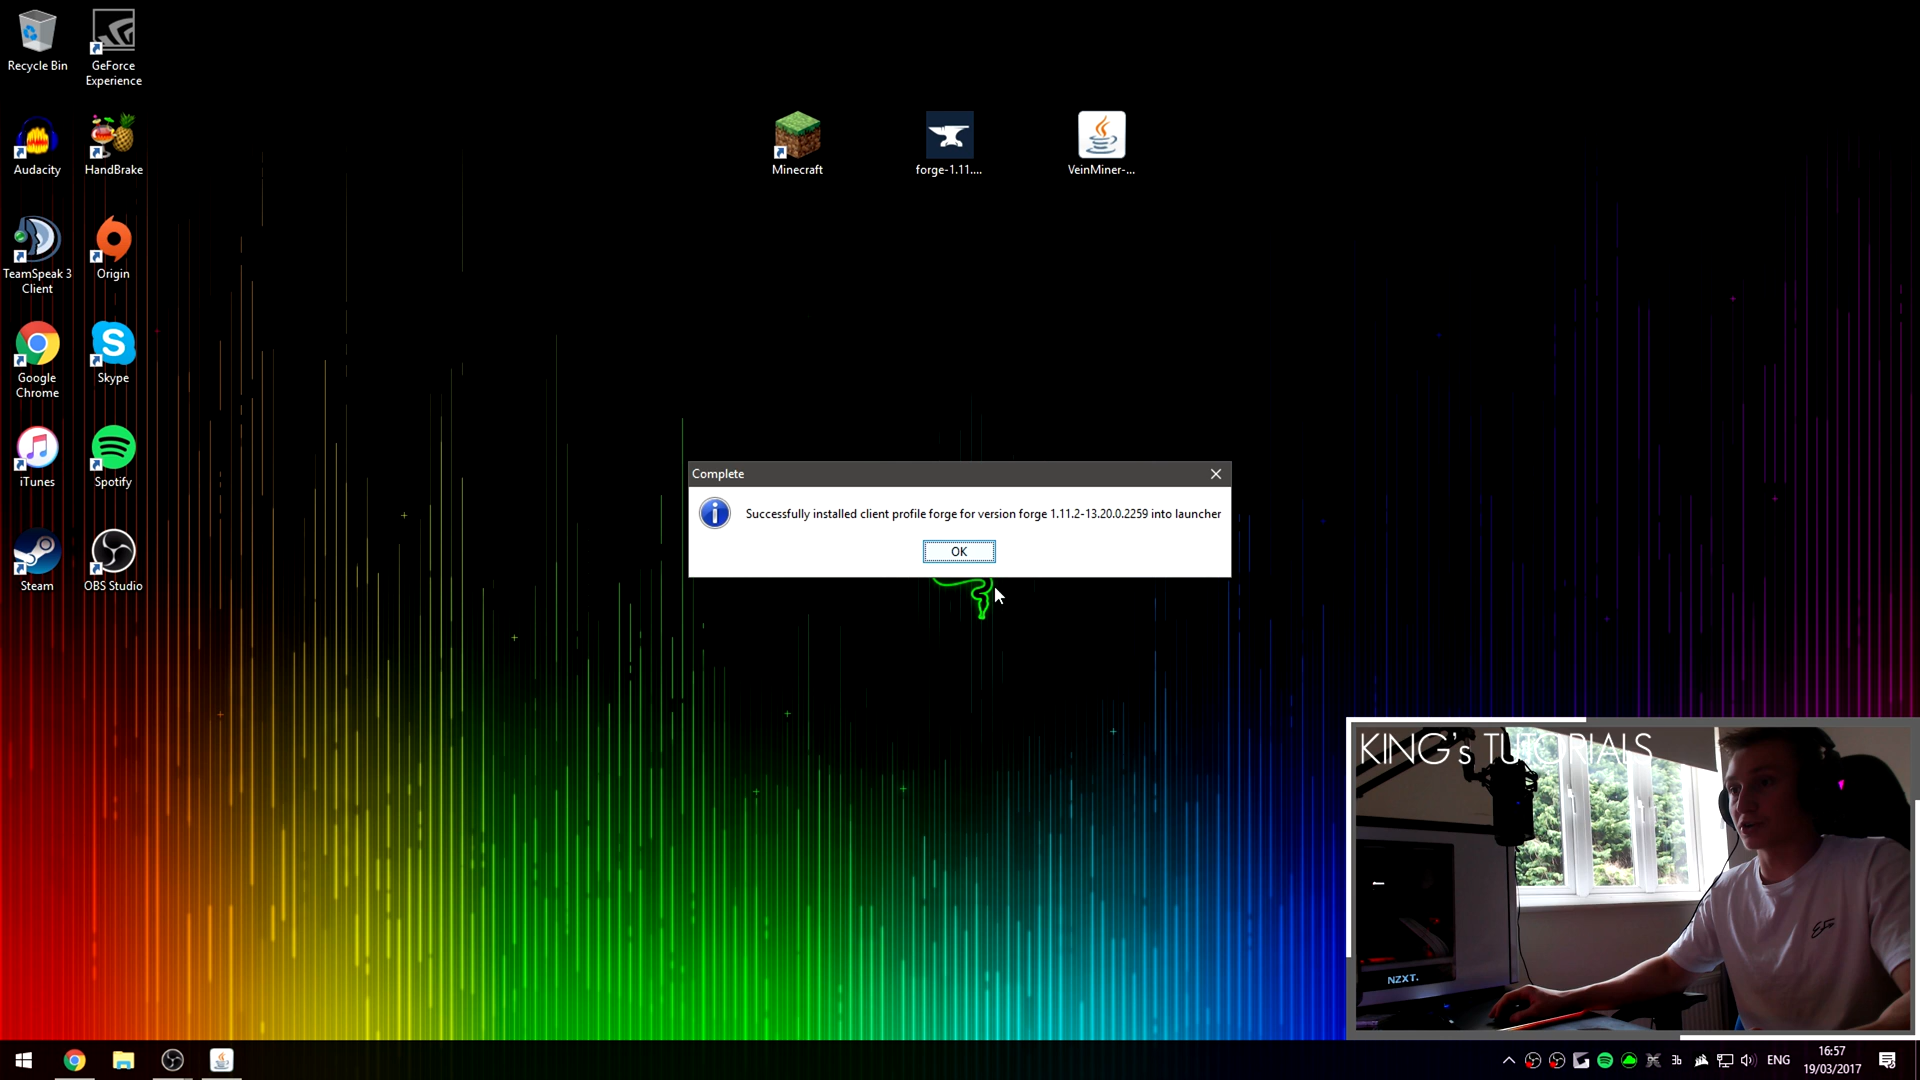 Recycle Bin
GeForce
Experience
Audacity
HandBrake
TeamSpeak 3
Client
Origin
Google
Chrome
Skype
iTunes
Spotify
Steam
OBS Studio
Minecraft
forge-1.11....
VeinMiner-...
Complete
Successfully installed client profile forge for version forge 1.11.2-13.20.0.2259 into launcher
OK
KING's TUTORIALS
NZXT.
ENG
16:57
19/03/2017